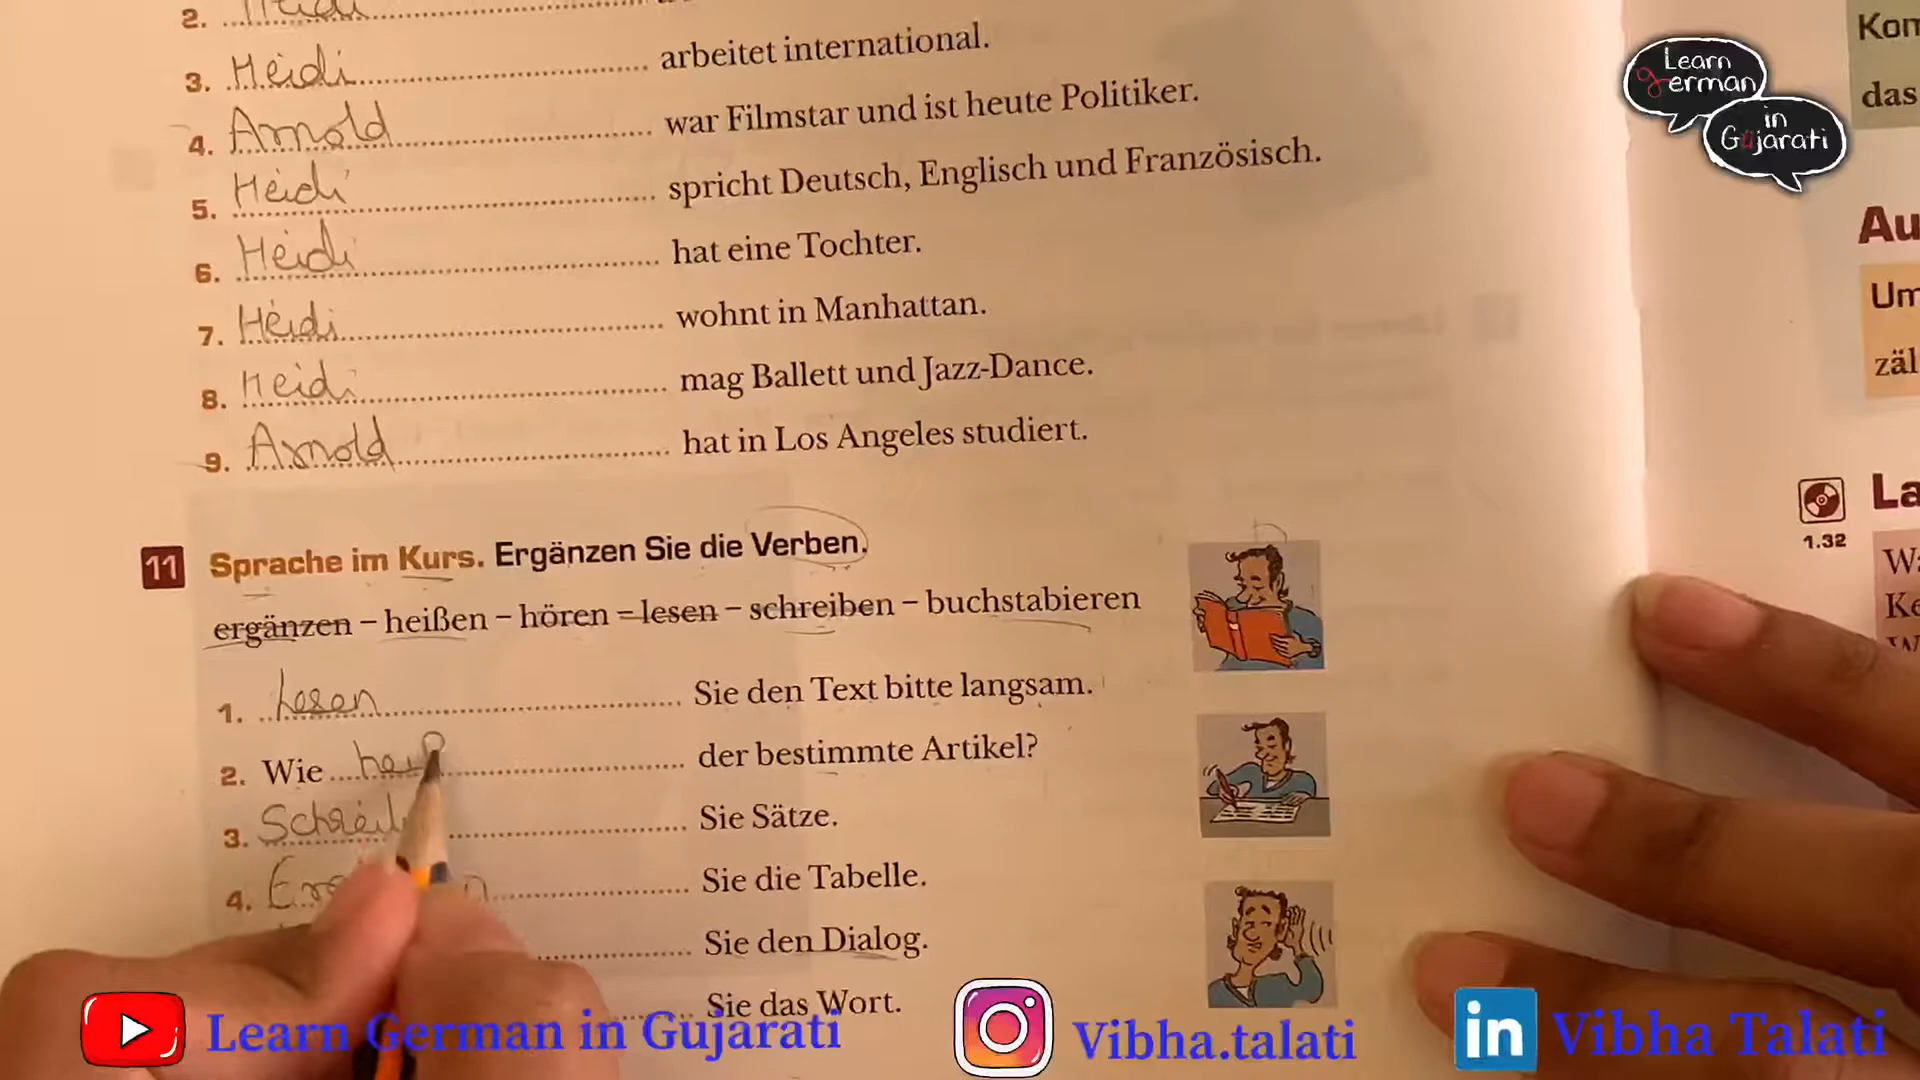 2. Heidi
3. Heidi arbeitet international.
4. Arnold war Filmstar und ist heute Politiker.
5. Heidi spricht Deutsch, Englisch und Französisch.
6. Heidi hat eine Tochter.
7. Heidi wohnt in Manhattan.
8. Heidi mag Ballett und Jazz-Dance.
9. Arnold hat in Los Angeles studiert.
11 Sprache im Kurs. Ergänzen Sie die Verben.
ergänzen – heißen – hören – lesen – schreiben – buchstabieren
1. Lesen Sie den Text bitte langsam.
2. Wie der bestimmte Artikel?
3. Sie Sätze.
4. Sie die Tabelle.
Sie den Dialog.
Sie das Wort.
Learn
german
in
Gujarati
das
1.32
Learn German in Gujarati
Vibha.talati
in Vibha Talati